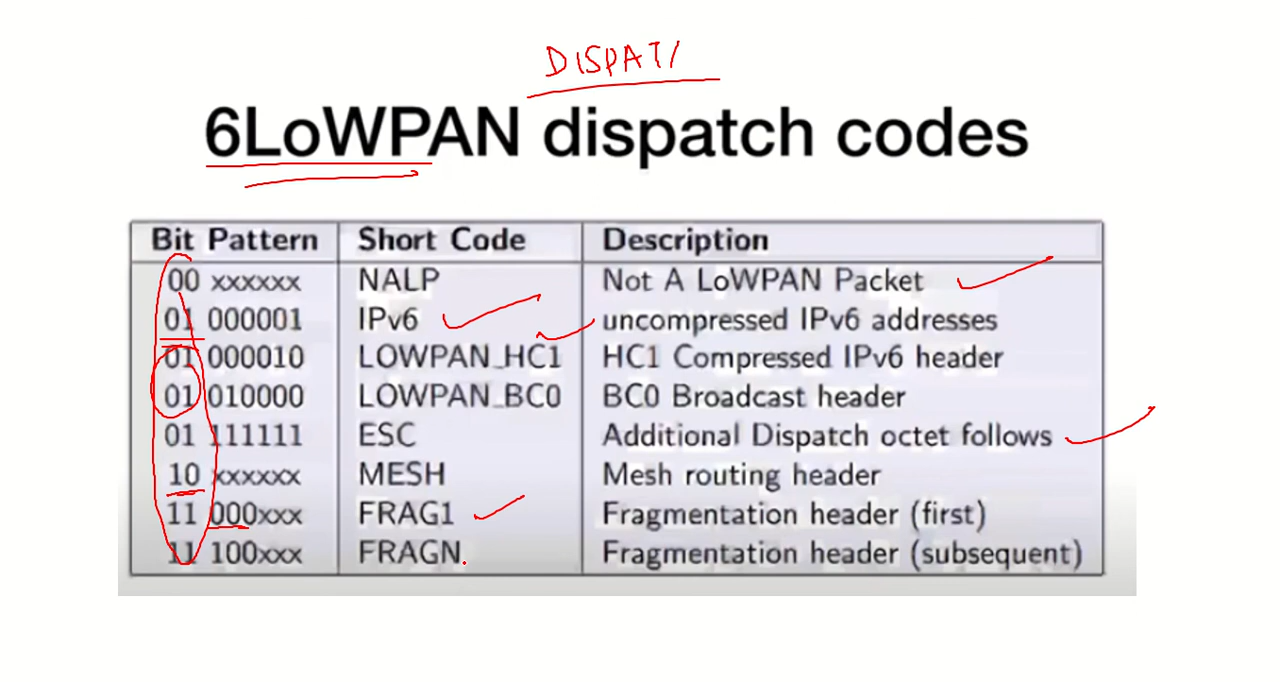 DISPAT
6LoWPAN dispatch codes
Bit Pattern Short Code Description
00 xxxxxx NALP Not A LoWPAN Packet
01 000001 IPv6 uncompressed IPv6 addresses
01 000010 LOWPAN_HC1 HC1 Compressed IPv6 header
01 010000 LOWPAN_BC0 BC0 Broadcast header
01 111111 ESC Additional Dispatch octet follows
10 xxxxxx MESH Mesh routing header
11 000xxx FRAG1 Fragmentation header (first)
11 100xxx FRAGN Fragmentation header (subsequent)